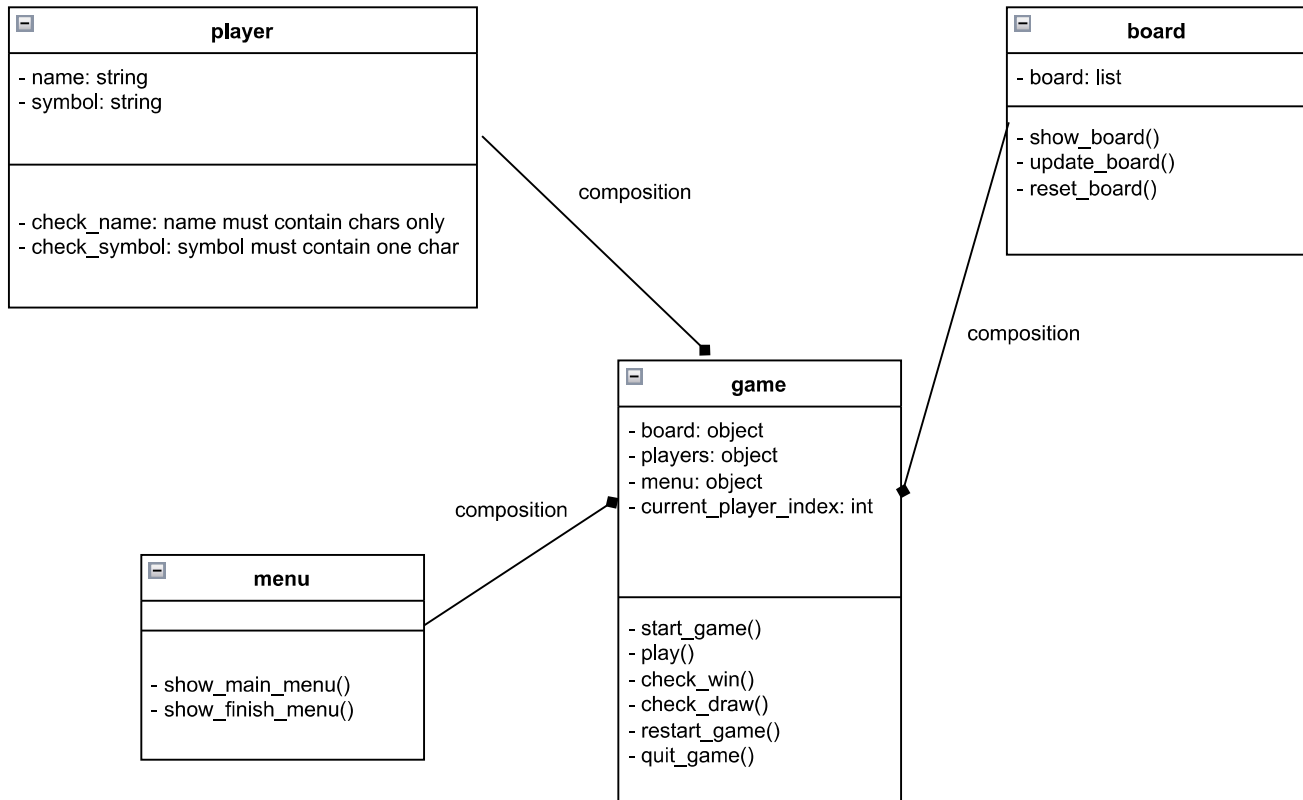 player
- name: string
- symbol: string
- check_name: name must contain chars only
- check_symbol: symbol must contain one char
board
- board: list
- show_board()
- update_board()
- reset_board()
composition
composition
game
- board: object
- players: object
- menu: object
- current_player_index: int
- start_game()
- play()
- check_win()
- check_draw()
- restart_game()
- quit_game()
composition
menu
- show_main_menu()
- show_finish_menu()